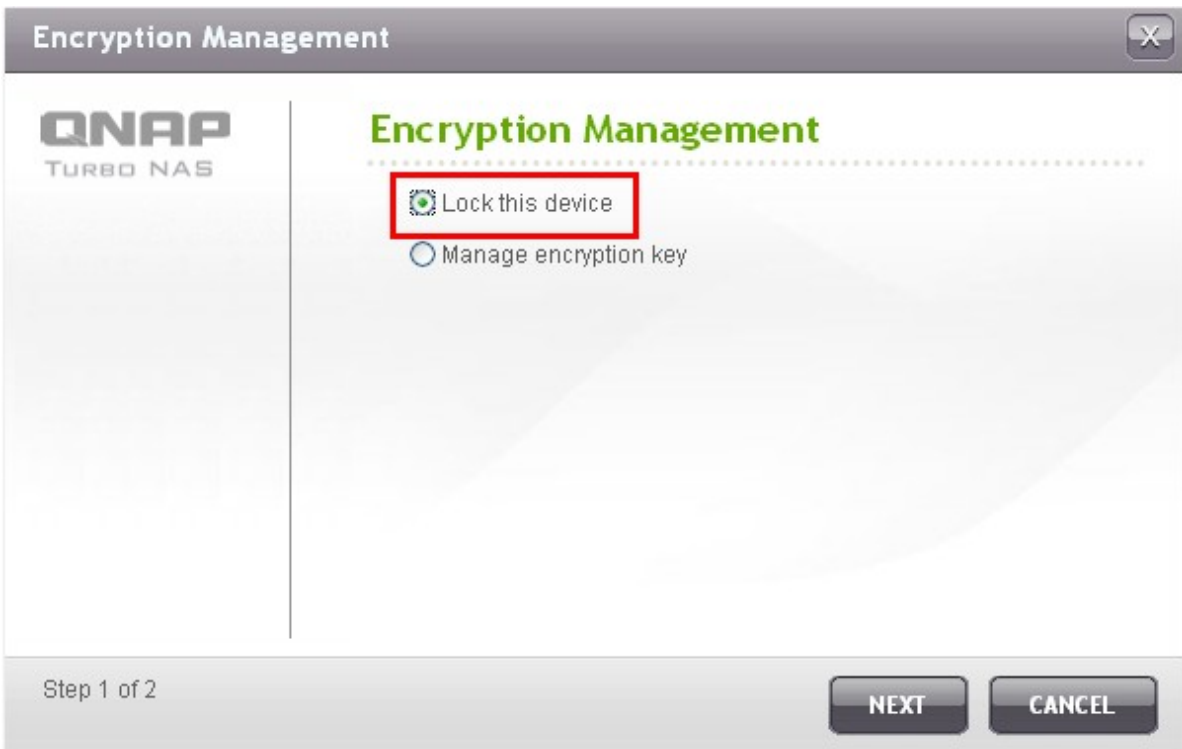 Encryption Management
X
QNAP
TURBO NAS
Encryption Management
Lock this device
Manage encryption key
Step 1 of 2
NEXT
CANCEL